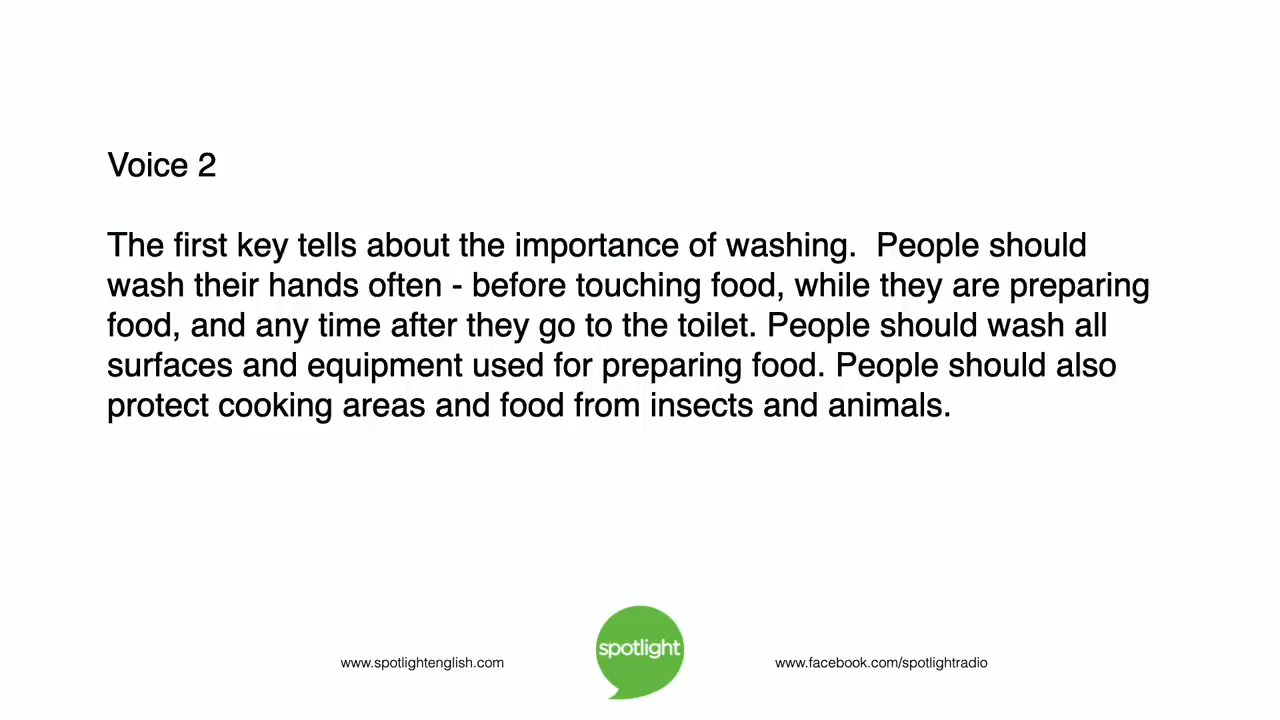 Voice 2
The first key tells about the importance of washing.  People should
wash their hands often - before touching food, while they are preparing
food, and any time after they go to the toilet. People should wash all
surfaces and equipment used for preparing food. People should also
protect cooking areas and food from insects and animals.
spotlight
www.spotlightenglish.com
www.facebook.com/spotlightradio